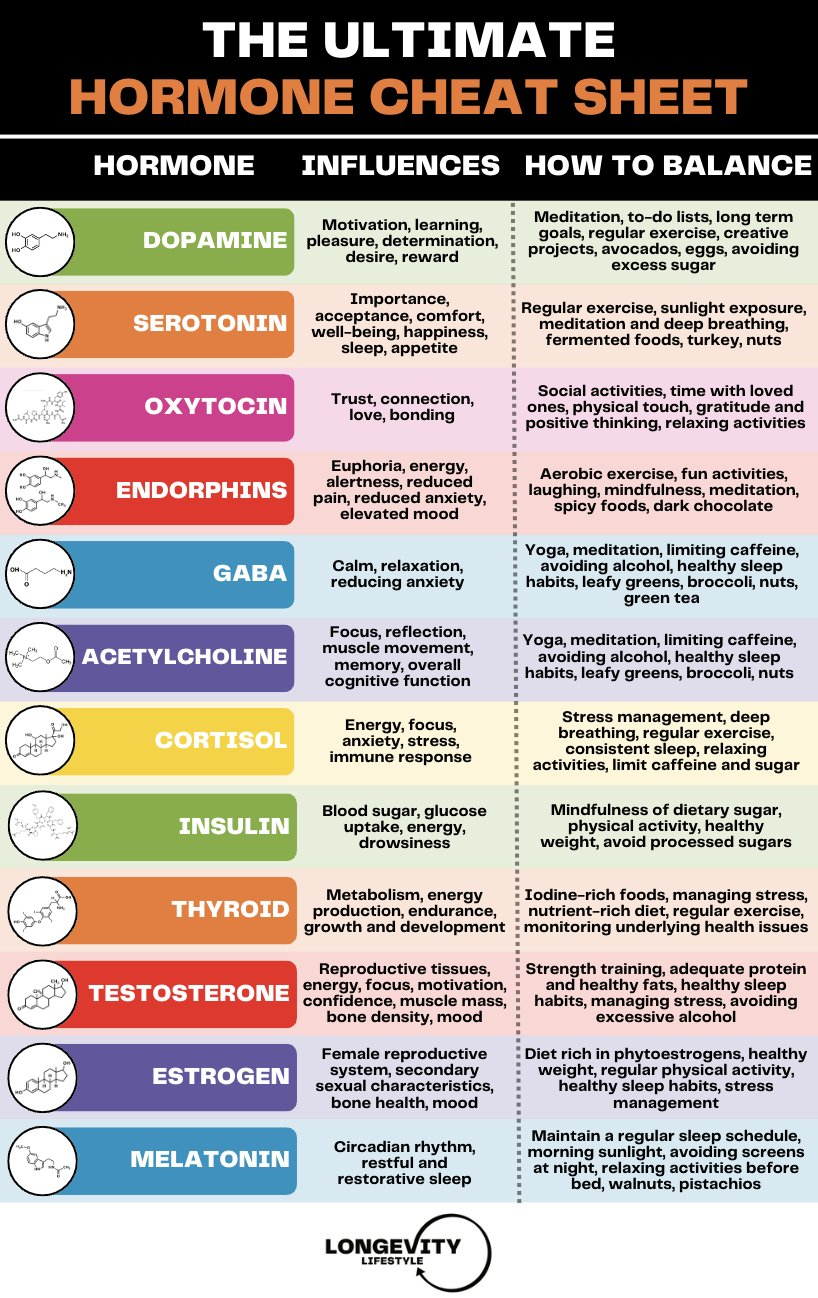 THE ULTIMATE
HORMONE CHEAT SHEET
HORMONE
INFLUENCES
HOW TO BALANCE
DOPAMINE
Motivation, learning,
pleasure, determination,
desire, reward
Meditation, to-do lists, long term
goals, regular exercise, creative
projects, avocados, eggs, avoiding
excess sugar
SEROTONIN
Importance,
acceptance, comfort,
well-being, happiness,
sleep, appetite
Regular exercise, sunlight exposure,
meditation and deep breathing,
fermented foods, turkey, nuts
OXYTOCIN
Trust, connection,
love, bonding
Social activities, time with loved
ones, physical touch, gratitude and
positive thinking, relaxing activities
ENDORPHINS
Euphoria, energy,
alertness, reduced
pain, reduced anxiety,
elevated mood
Aerobic exercise, fun activities,
laughing, mindfulness, meditation,
spicy foods, dark chocolate
GABA
Calm, relaxation,
reducing anxiety
Yoga, meditation, limiting caffeine,
avoiding alcohol, healthy sleep
habits, leafy greens, broccoli, nuts,
green tea
ACETYLCHOLINE
Focus, reflection,
muscle movement,
memory, overall
cognitive function
Yoga, meditation, limiting caffeine,
avoiding alcohol, healthy sleep
habits, leafy greens, broccoli, nuts
CORTISOL
Energy, focus,
anxiety, stress,
immune response
Stress management, deep
breathing, regular exercise,
consistent sleep, relaxing
activities, limit caffeine and sugar
INSULIN
Blood sugar, glucose
uptake, energy,
drowsiness
Mindfulness of dietary sugar,
physical activity, healthy
weight, avoid processed sugars
THYROID
Metabolism, energy
production, endurance,
growth and development
Iodine-rich foods, managing stress,
nutrient-rich diet, regular exercise,
monitoring underlying health issues
TESTOSTERONE
Reproductive tissues,
energy, focus, motivation,
confidence, muscle mass,
bone density, mood
Strength training, adequate protein
and healthy fats, healthy sleep
habits, managing stress, avoiding
excessive alcohol
ESTROGEN
Female reproductive
system, secondary
sexual characteristics,
bone health, mood
Diet rich in phytoestrogens, healthy
weight, regular physical activity,
healthy sleep habits, stress
management
MELATONIN
Circadian rhythm,
restful and
restorative sleep
Maintain a regular sleep schedule,
morning sunlight, avoiding screens
at night, relaxing activities before
bed, walnuts, pistachios
LONGEVITY
LIFESTYLE